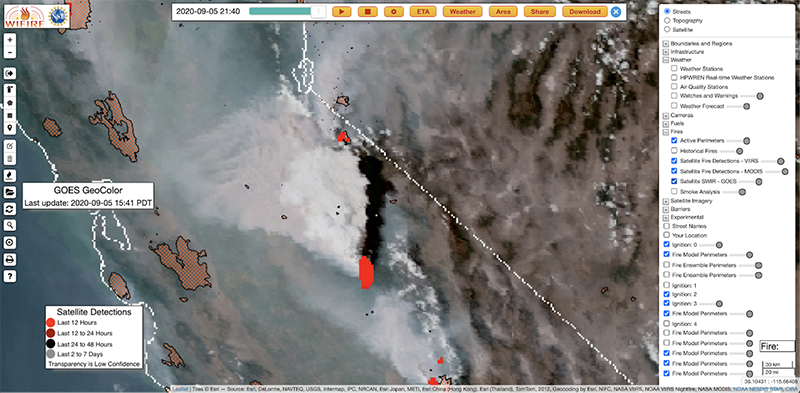 WIFIRE
2020-09-05 21:40
ETA
Weather
Area
Share
Download
+
−
?
GOES GeoColor
Last update: 2020-09-05 15:41 PDT
Satellite Detections
Last 12 Hours
Last 12 to 24 Hours
Last 24 to 48 Hours
Last 2 to 7 Days
Transparency is Low Confidence
Streets
Topography
Satellite
Boundaries and Regions
Infrastructure
Weather
Weather Stations
HPWREN Real-time Weather Stations
Air Quality Stations
Watches and Warnings
Weather Forecast
Cameras
Fuels
Fires
Active Perimeters
Historical Fires
Satellite Fire Detections - VIIRS
Satellite Fire Detections - MODIS
Satellite SWIR - GOES
Smoke Analysis
Satellite Imagery
Barriers
Experimental
Street Names
Your Location
Ignition: 0
Fire Model Perimeters
Fire Ensemble Perimeters
Fire Ensemble Perimeters
Ignition: 1
Ignition: 2
Ignition: 3
Fire Model Perimeters
Ignition: 4
Fire Model Perimeters
Fire Model Perimeters
Fire Model Perimeters
Fire Model Perimeters
Fire Model Perimeters
Fire:
20 mi
38.10431 : -115.66406
Leaflet | Tiles © Esri — Source: Esri, DeLorme, NAVTEQ, USGS, Intermap, iPC, NRCAN, Esri Japan, METI, Esri China (Hong Kong), Esri (Thailand), TomTom, 2012, Geocoding by Esri, NIFC, NASA VIIRS, NOAA VIIRS Nightfire, NASA MODIS, NOAA NESDIS STAR, CIRA